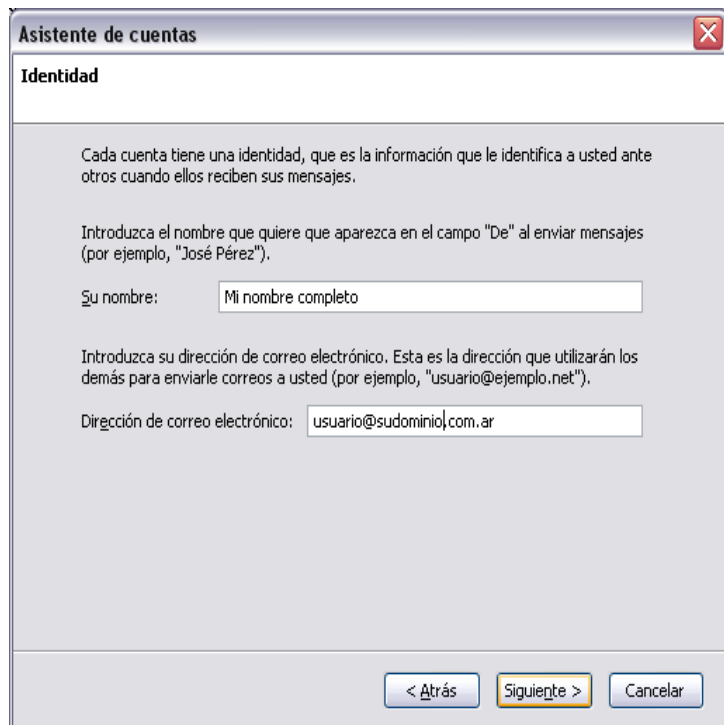 Asistente de cuentas
Identidad
Cada cuenta tiene una identidad, que es la información que le identifica a usted ante
otros cuando ellos reciben sus mensajes.
Introduzca el nombre que quiere que aparezca en el campo "De" al enviar mensajes
(por ejemplo, "José Pérez").
Su nombre: Mi nombre completo
Introduzca su dirección de correo electrónico. Esta es la dirección que utilizarán los
demás para enviarle correos a usted (por ejemplo, "usuario@ejemplo.net").
Dirección de correo electrónico: usuario@sudominio.com.ar
< Atrás Siguiente > Cancelar